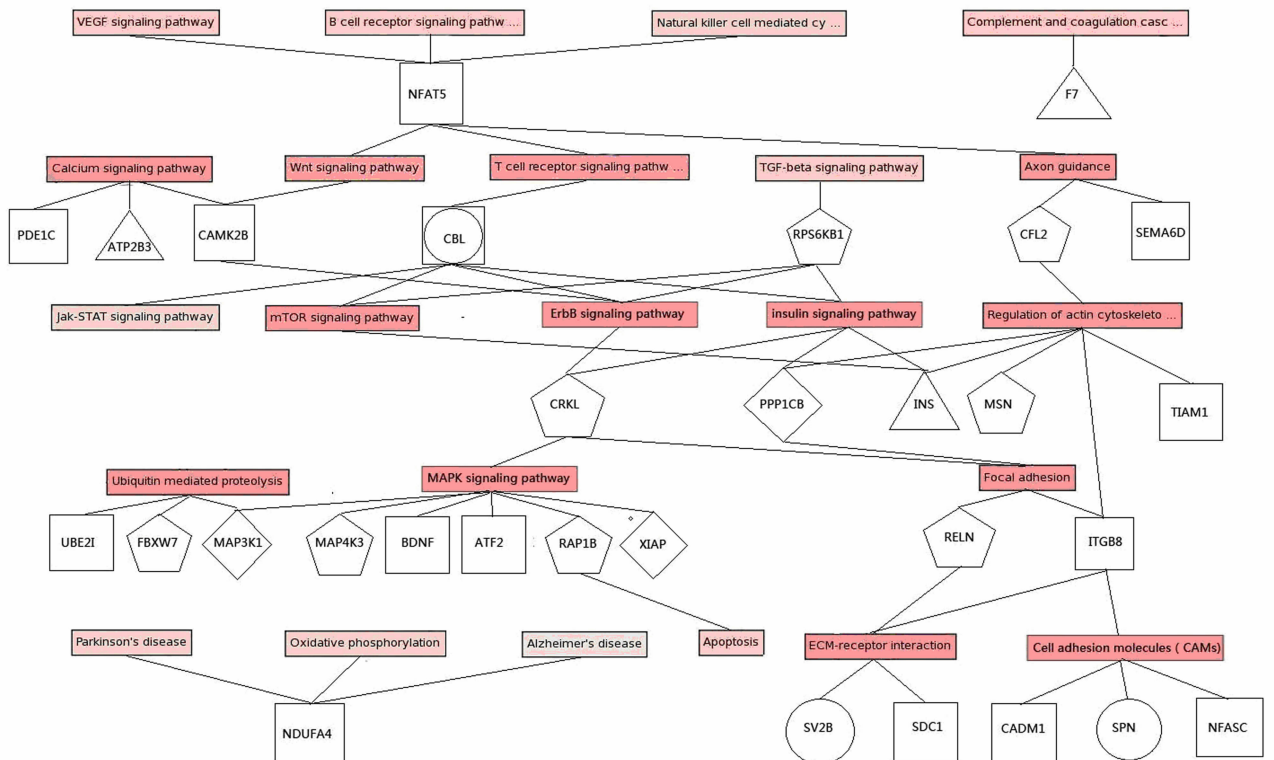 VEGF signaling pathway
B cell receptor signaling pathw ...
Natural killer cell mediated cy ...
Complement and coagulation casc ...
NFAT5
F7
Calcium signaling pathway
Wnt signaling pathway
T cell receptor signaling pathw ...
TGF-beta signaling pathway
Axon guidance
PDE1C
ATP2B3
CAMK2B
CBL
RPS6KB1
CFL2
SEMA6D
Jak-STAT signaling pathway
mTOR signaling pathway
ErbB signaling pathway
insulin signaling pathway
Regulation of actin cytoskeleto ...
CRKL
PPP1CB
INS
MSN
TIAM1
Ubiquitin mediated proteolysis
MAPK signaling pathway
Focal adhesion
UBE2I
FBXW7
MAP3K1
MAP4K3
BDNF
ATF2
RAP1B
XIAP
RELN
ITGB8
Parkinson's disease
Oxidative phosphorylation
Alzheimer's disease
Apoptosis
ECM-receptor interaction
Cell adhesion molecules ( CAMs)
NDUFA4
SV2B
SDC1
CADM1
SPN
NFASC